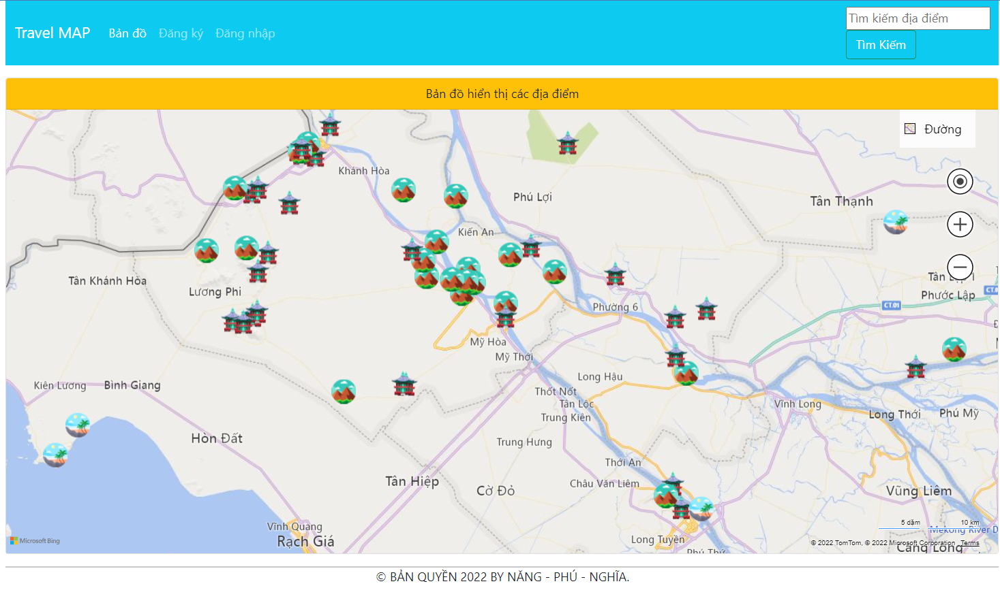 Travel MAP
Bản đồ
Đăng ký
Đăng nhập
Tìm kiếm địa điểm
Tìm Kiếm
Bản đồ hiển thị các địa điểm
Đường
Khánh Hòa
Phú Lợi
Tân Thạnh
Kiến An
Tân Khánh Hòa
Lương Phi
Phước Lập
CT.01
Phường 6
Mỹ Hòa
Mỹ Thới
Long Hậu
Kiên Lương
Bình Giang
Thốt Nốt
Tân Lộc
Trung Kiên
Vĩnh Long
Long Thới
Phú Mỹ
Hòn Đất
Trung Hưng
Thới An
Tân Hiệp
Cờ Đỏ
Châu Văn Liêm
Vũng Liêm
Vĩnh Quang
Rạch Giá
Long Tuyền
Phú Thứ
5 dặm
10 km
Mekong River D
Microsoft Bing
© 2022 TomTom, © 2022 Microsoft Corporation Terms
Càng Long
© BẢN QUYỀN 2022 BY NĂNG - PHÚ - NGHĨA.